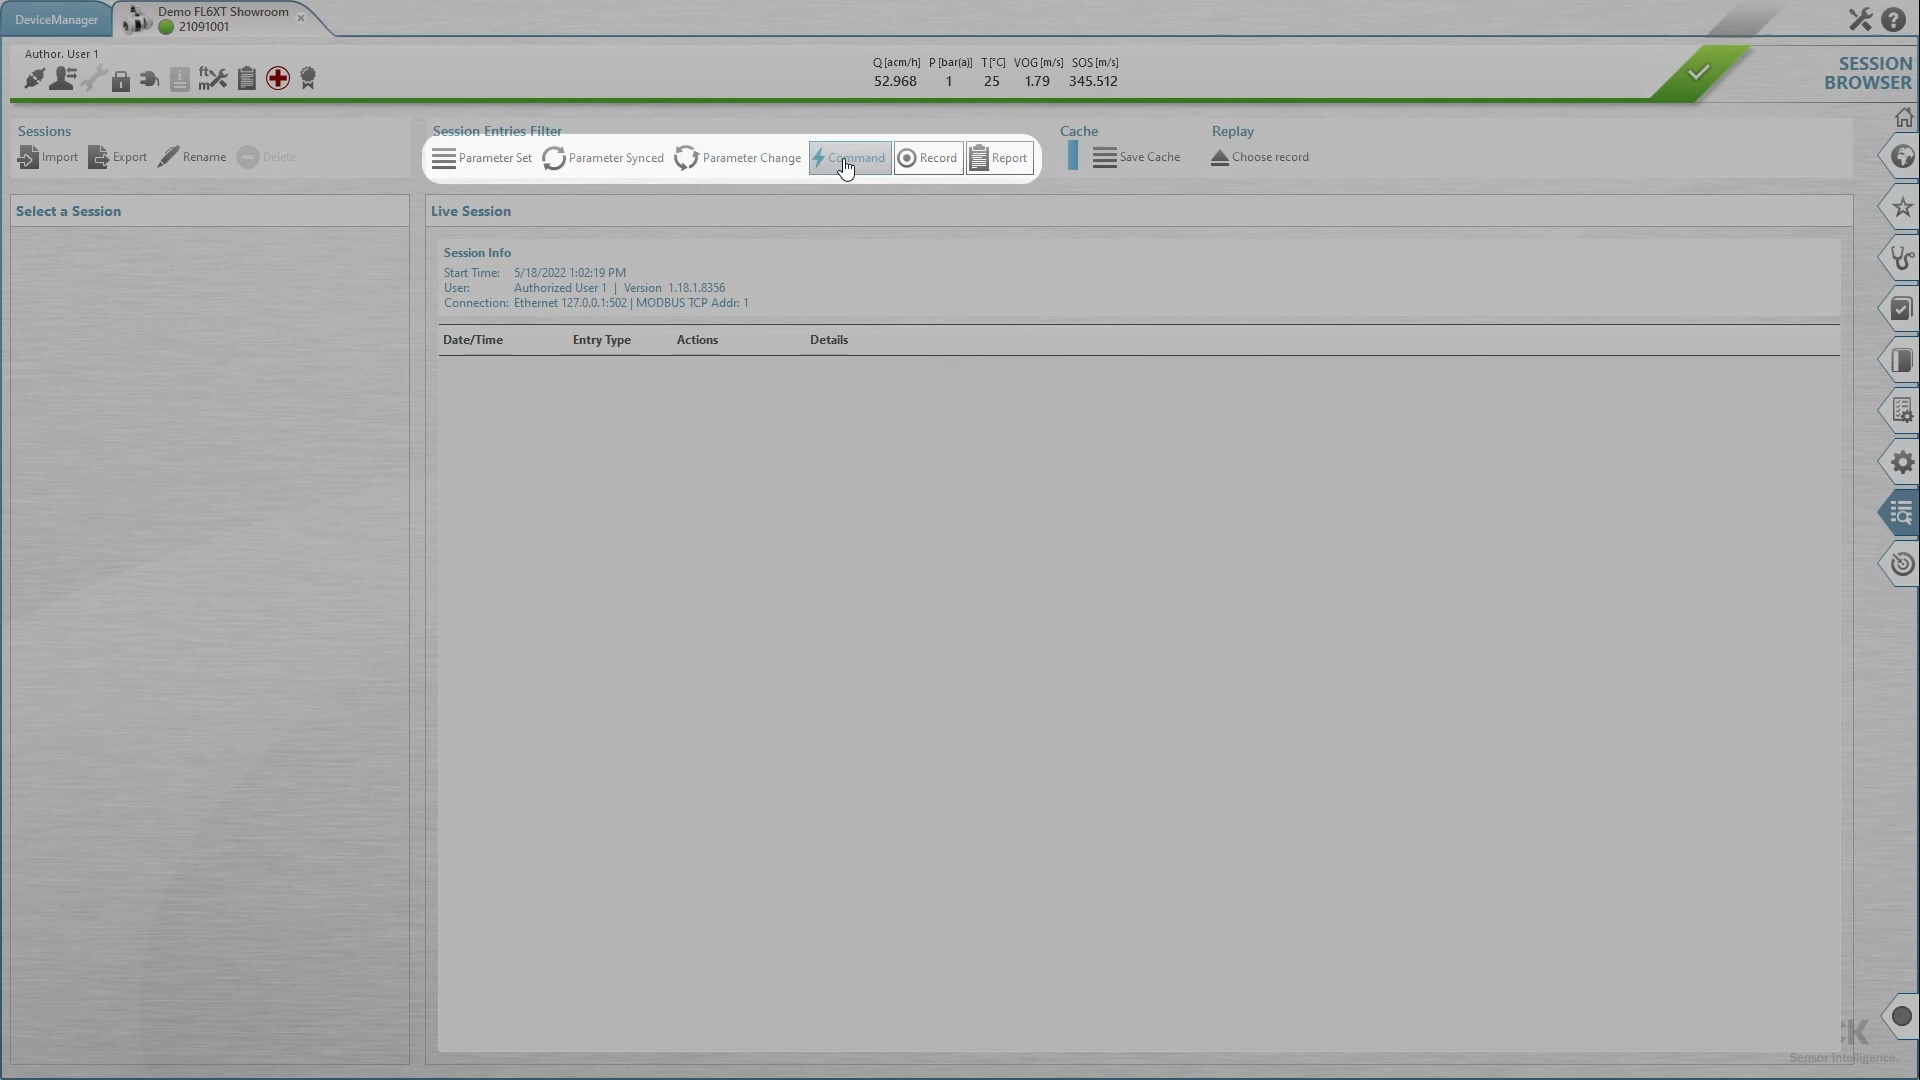 DeviceManager
Demo FL6XT Showroom
21091001
Author. User 1
Q [acm/h] P [bar(a)] T [°C] VOG [m/s] SOS [m/s]
52.968 1 25 1.79 345.512
SESSION
BROWSER
Sessions
Import Export Rename Delete
Session Entries Filter
Parameter Set Parameter Synced Parameter Change Command Record Report
Cache
Save Cache
Replay
Choose record
Select a Session
Live Session
Session Info
Start Time: 5/18/2022 1:02:19 PM
User: Authorized User 1 | Version 1.18.1.8356
Connection: Ethernet 127.0.0.1:502 | MODBUS TCP Addr: 1
Date/Time Entry Type Actions Details
Sensor Intelligence.